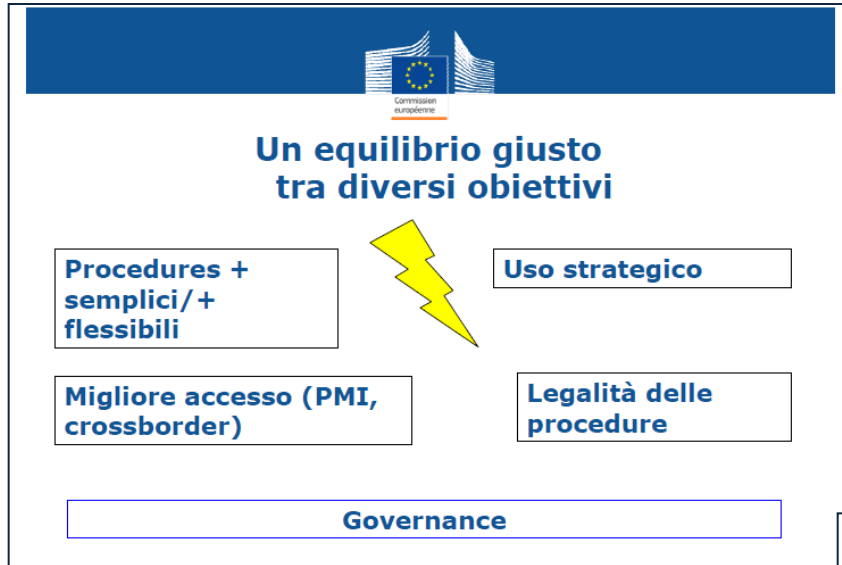 Commission
européenne
Un equilibrio giusto
tra diversi obiettivi
Procedures +
semplici/+
flessibili
Uso strategico
Migliore accesso (PMI,
crossborder)
Legalità delle
procedure
Governance